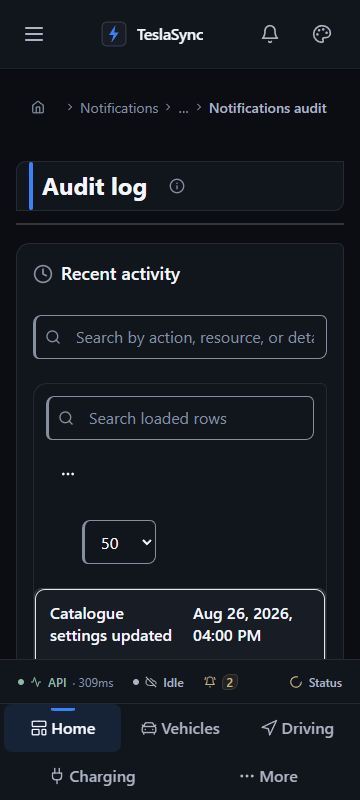 TeslaSync
Notifications
...
Notifications audit
Audit log
Recent activity
Search by action, resource, or deta
Search loaded rows
...
50
Catalogue settings updated
Aug 26, 2026, 04:00 PM
API · 309ms
Idle
2
Status
Home
Vehicles
Driving
Charging
More